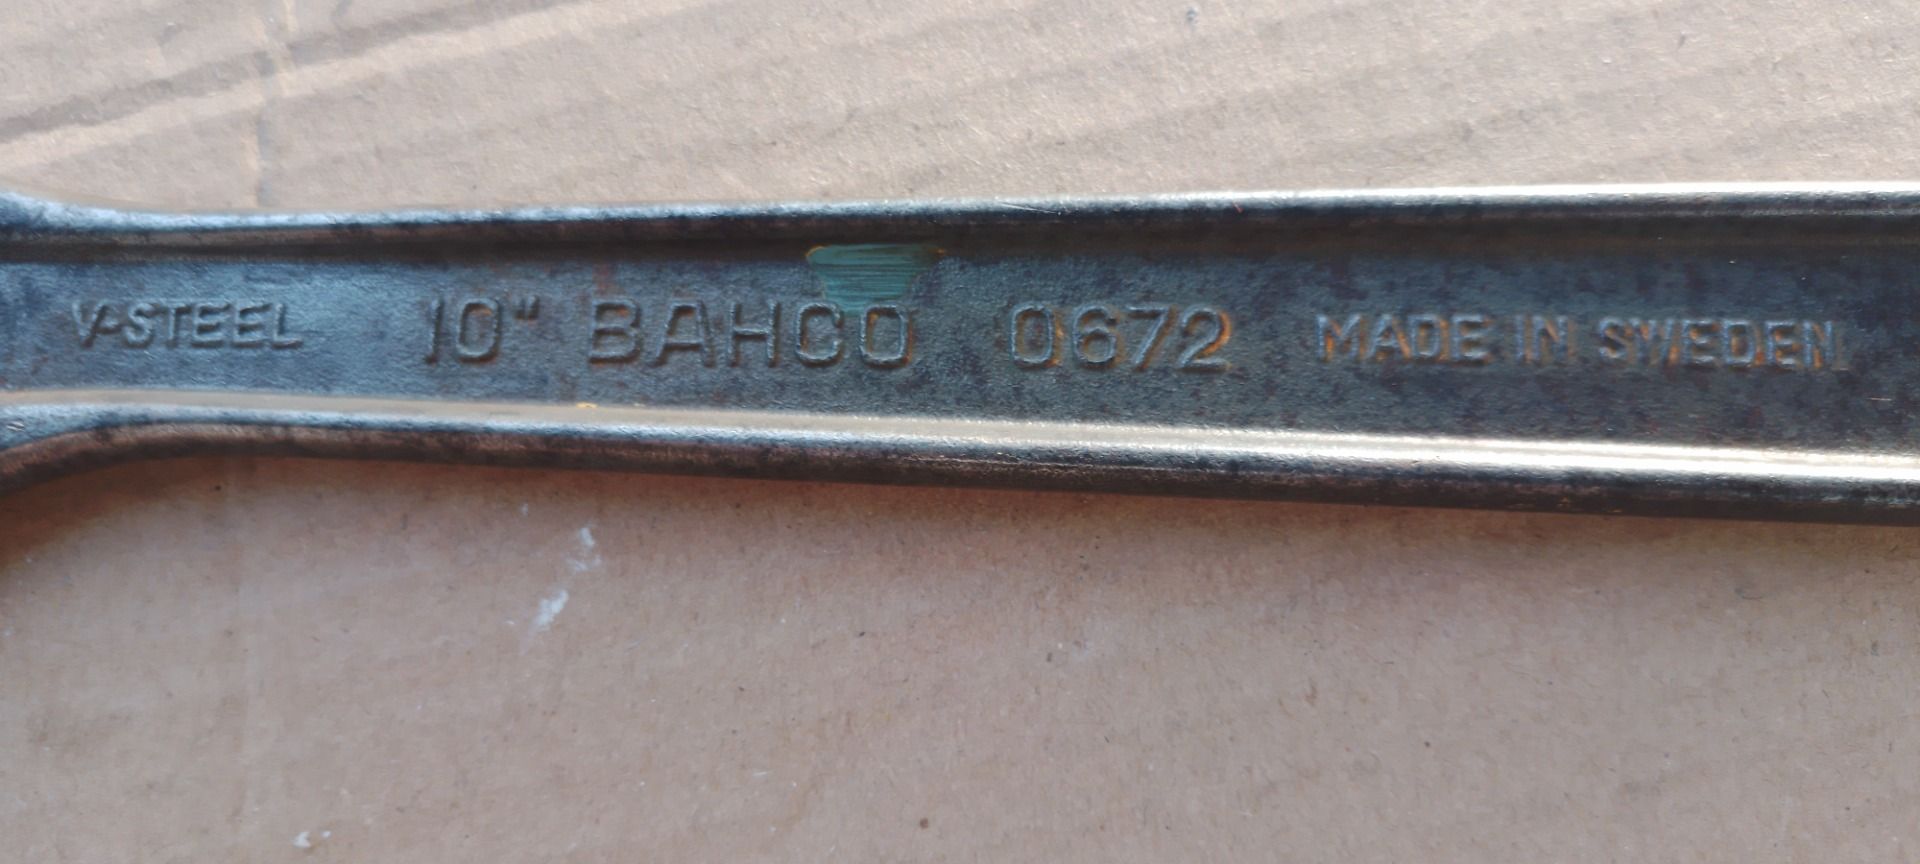 V-STEEL 10" BAHCO 0672 MADE IN SWEDEN